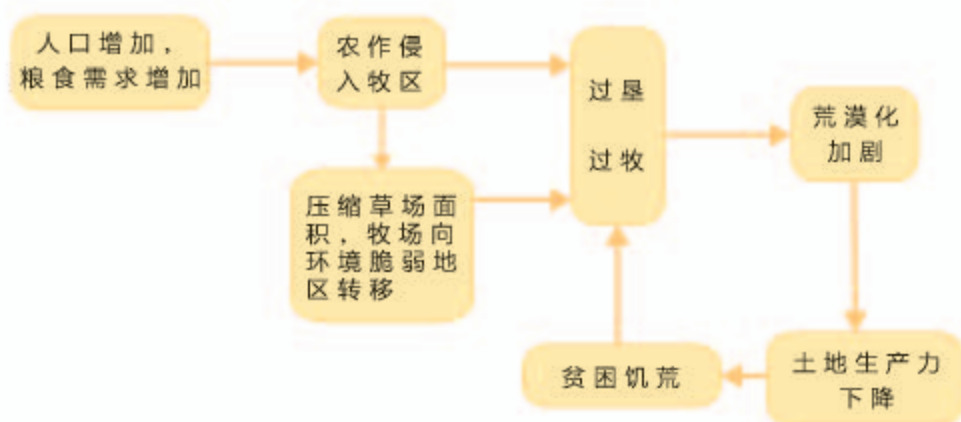 人口增加，
粮食需求增加
农作侵
入牧区
压缩草场面
积，牧场向
环境脆弱地
区转移
过垦
过牧
荒漠化
加剧
土地生产力
下降
贫困饥荒